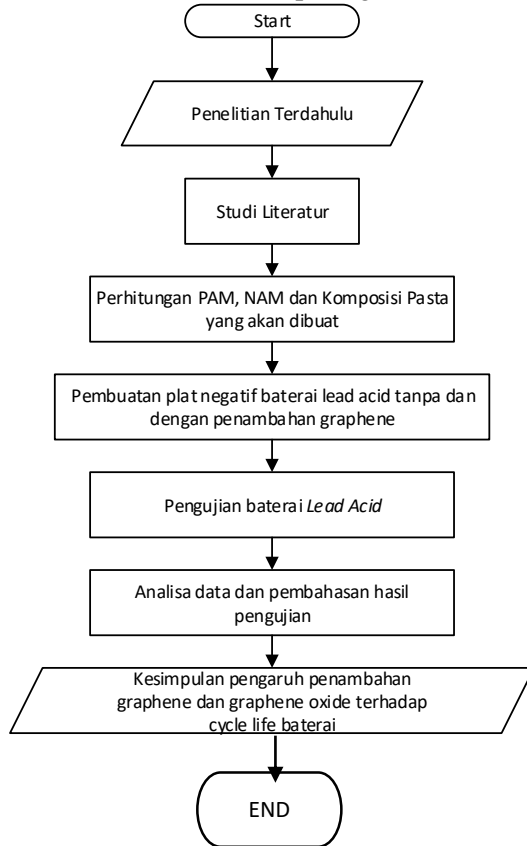 Start
Penelitian Terdahulu
Studi Literatur
Perhitungan PAM, NAM dan Komposisi Pasta
yang akan dibuat
Pembuatan plat negatif baterai lead acid tanpa dan
dengan penambahan graphene
Pengujian baterai Lead Acid
Analisa data dan pembahasan hasil
pengujian
Kesimpulan pengaruh penambahan
graphene dan graphene oxide terhadap
cycle life baterai
END